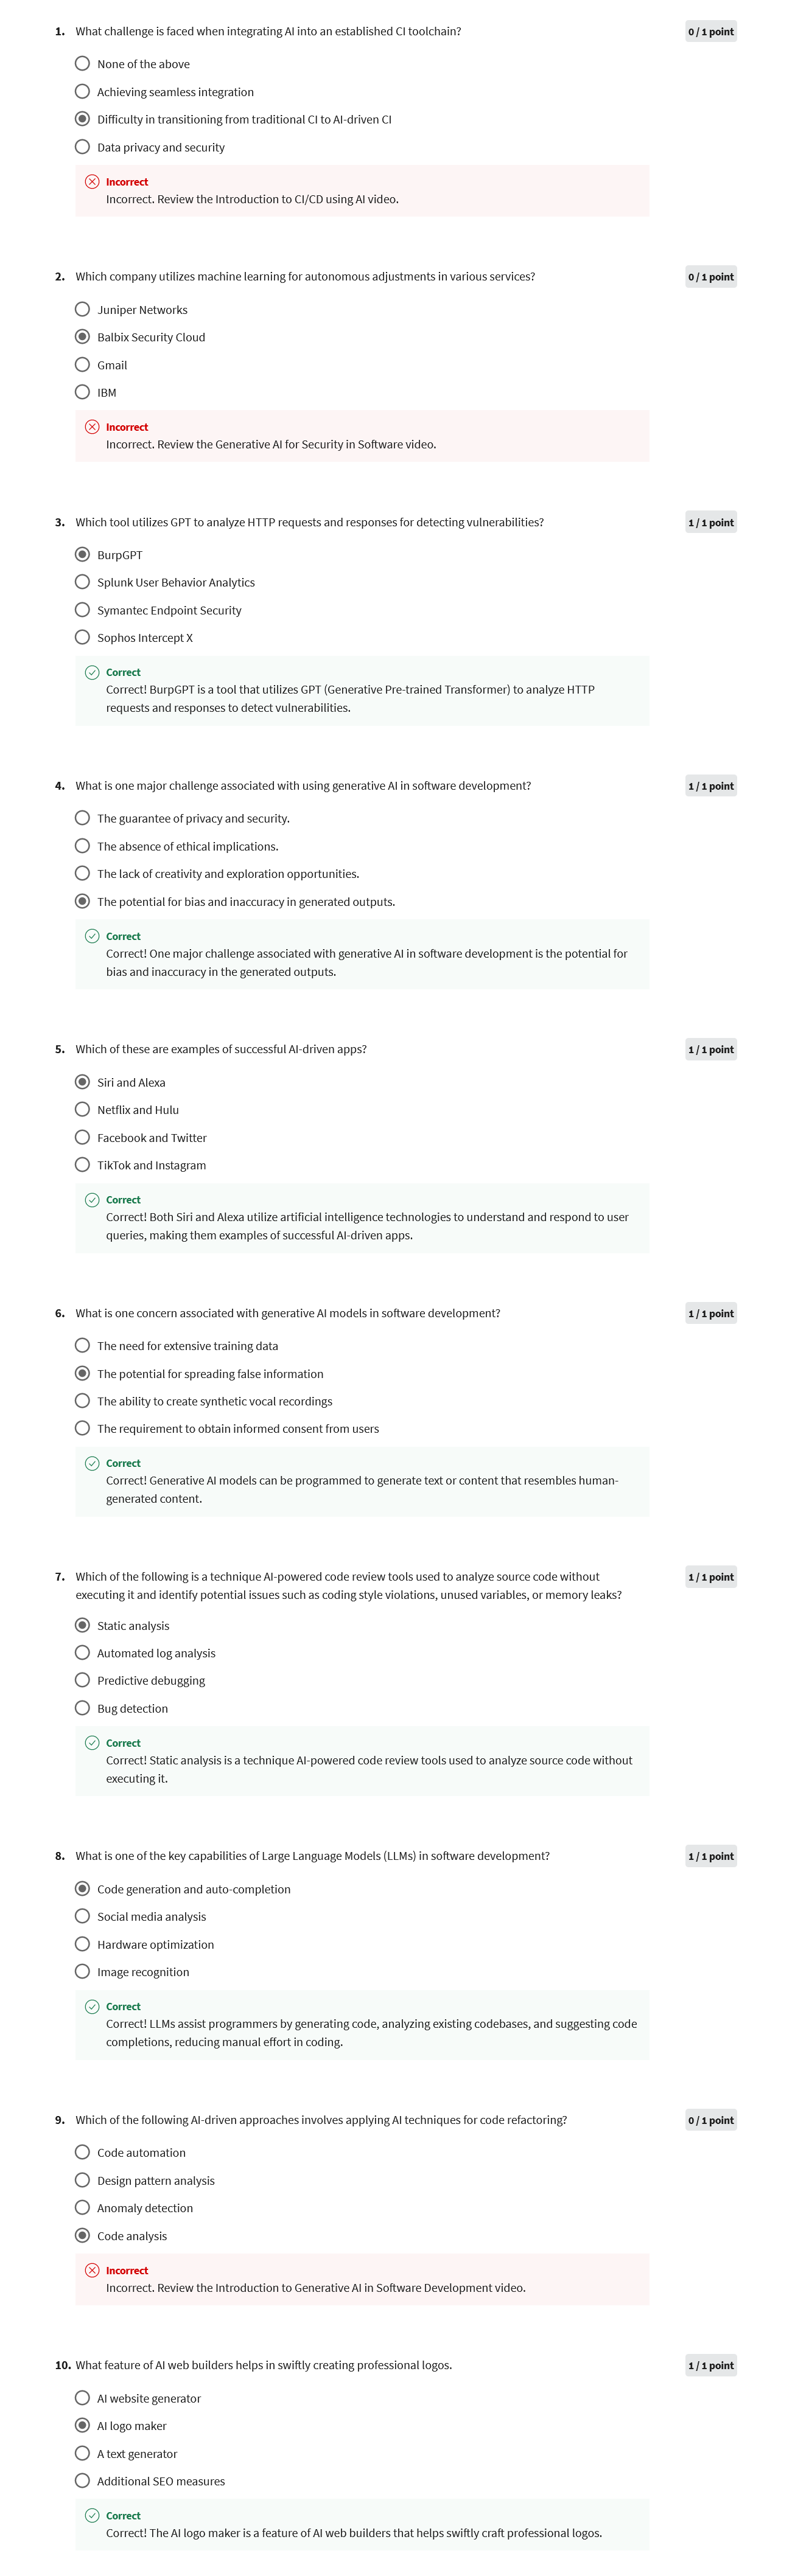 1. What challenge is faced when integrating AI into an established CI toolchain?
0 / 1 point
None of the above
Achieving seamless integration
Difficulty in transitioning from traditional CI to AI-driven CI
Data privacy and security
Incorrect
Incorrect. Review the Introduction to CI/CD using AI video.
2. Which company utilizes machine learning for autonomous adjustments in various services?
0 / 1 point
Juniper Networks
Balbix Security Cloud
Gmail
IBM
Incorrect
Incorrect. Review the Generative AI for Security in Software video.
3. Which tool utilizes GPT to analyze HTTP requests and responses for detecting vulnerabilities?
1 / 1 point
BurpGPT
Splunk User Behavior Analytics
Symantec Endpoint Security
Sophos Intercept X
Correct
Correct! BurpGPT is a tool that utilizes GPT (Generative Pre-trained Transformer) to analyze HTTP
requests and responses to detect vulnerabilities.
4. What is one major challenge associated with using generative AI in software development?
1 / 1 point
The guarantee of privacy and security.
The absence of ethical implications.
The lack of creativity and exploration opportunities.
The potential for bias and inaccuracy in generated outputs.
Correct
Correct! One major challenge associated with generative AI in software development is the potential for
bias and inaccuracy in the generated outputs.
5. Which of these are examples of successful AI-driven apps?
1 / 1 point
Siri and Alexa
Netflix and Hulu
Facebook and Twitter
TikTok and Instagram
Correct
Correct! Both Siri and Alexa utilize artificial intelligence technologies to understand and respond to user
queries, making them examples of successful AI-driven apps.
6. What is one concern associated with generative AI models in software development?
1 / 1 point
The need for extensive training data
The potential for spreading false information
The ability to create synthetic vocal recordings
The requirement to obtain informed consent from users
Correct
Correct! Generative AI models can be programmed to generate text or content that resembles human-
generated content.
7. Which of the following is a technique AI-powered code review tools used to analyze source code without
executing it and identify potential issues such as coding style violations, unused variables, or memory leaks?
1 / 1 point
Static analysis
Automated log analysis
Predictive debugging
Bug detection
Correct
Correct! Static analysis is a technique AI-powered code review tools used to analyze source code without
executing it.
8. What is one of the key capabilities of Large Language Models (LLMs) in software development?
1 / 1 point
Code generation and auto-completion
Social media analysis
Hardware optimization
Image recognition
Correct
Correct! LLMs assist programmers by generating code, analyzing existing codebases, and suggesting code
completions, reducing manual effort in coding.
9. Which of the following AI-driven approaches involves applying AI techniques for code refactoring?
0 / 1 point
Code automation
Design pattern analysis
Anomaly detection
Code analysis
Incorrect
Incorrect. Review the Introduction to Generative AI in Software Development video.
10. What feature of AI web builders helps in swiftly creating professional logos.
1 / 1 point
AI website generator
AI logo maker
A text generator
Additional SEO measures
Correct
Correct! The AI logo maker is a feature of AI web builders that helps swiftly craft professional logos.